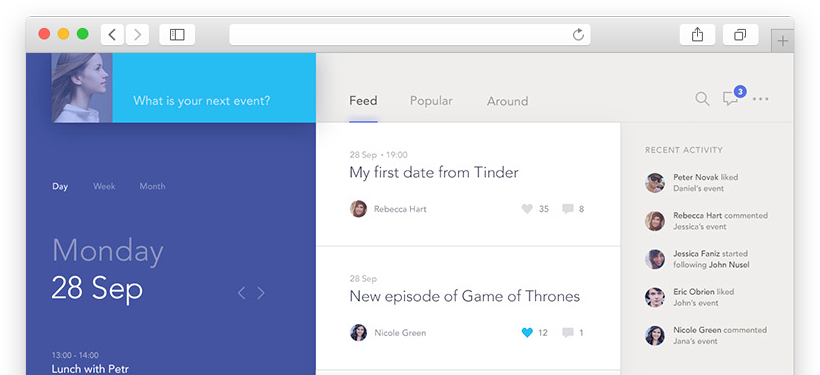 What is your next event?
Feed
Popular
Around
3
Day
Week
Month
Monday
28 Sep
13:00 - 14:00
Lunch with Petr
28 Sep • 19:00
My first date from Tinder
Rebecca Hart
35
8
28 Sep
New episode of Game of Thrones
Nicole Green
12
1
RECENT ACTIVITY
Peter Novak liked
Daniel's event
Rebecca Hart commented
Jessica's event
Jessica Faniz started
following John Nusel
Eric Obrien liked
John's event
Nicole Green commented
Jana's event